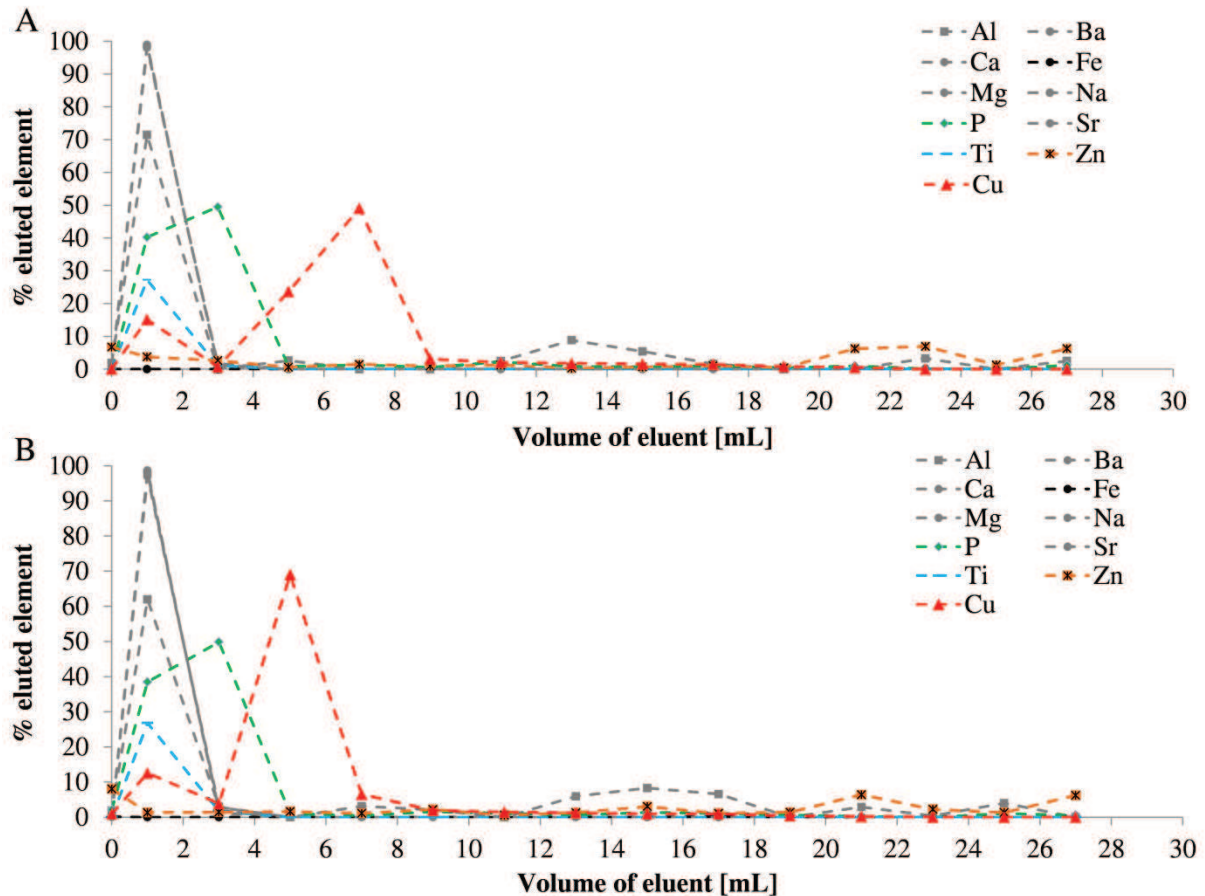 A
100
90
80
70
60
50
40
30
20
10
0
% eluted element
Al Ba
Ca Fe
Mg Na
P Sr
Ti Zn
Cu
0 2 4 6 8 10 12 14 16 18 20 22 24 26 28 30
Volume of eluent [mL]
B
100
90
80
70
60
50
40
30
20
10
0
% eluted element
Al Ba
Ca Fe
Mg Na
P Sr
Ti Zn
Cu
0 2 4 6 8 10 12 14 16 18 20 22 24 26 28 30
Volume of eluent [mL]